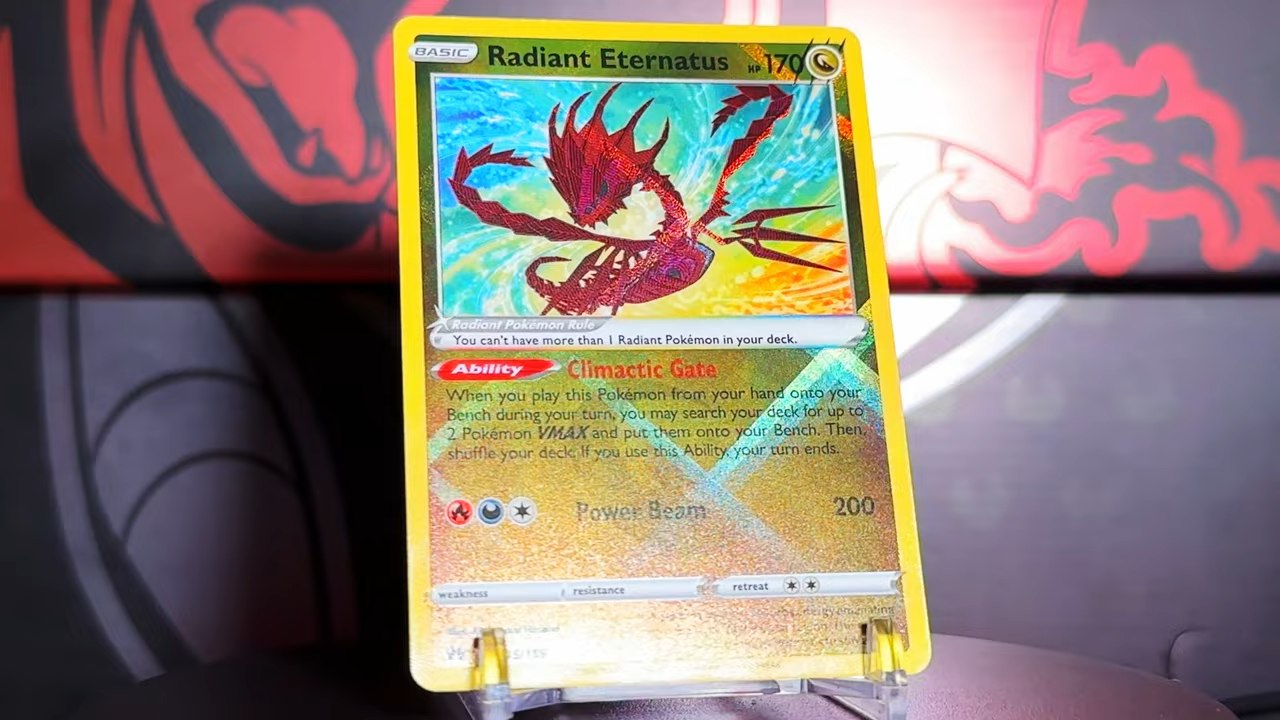 BASIC Radiant Eternatus HP 170
Radiant Pokémon Rule
You can't have more than 1 Radiant Pokémon in your deck.
Ability Climactic Gate
When you play this Pokémon from your hand onto your
Bench during your turn, you may search your deck for up to
2 Pokémon VMAX and put them onto your Bench. Then,
shuffle your deck. If you use this Ability, your turn ends.
Power Beam 200
weakness resistance retreat